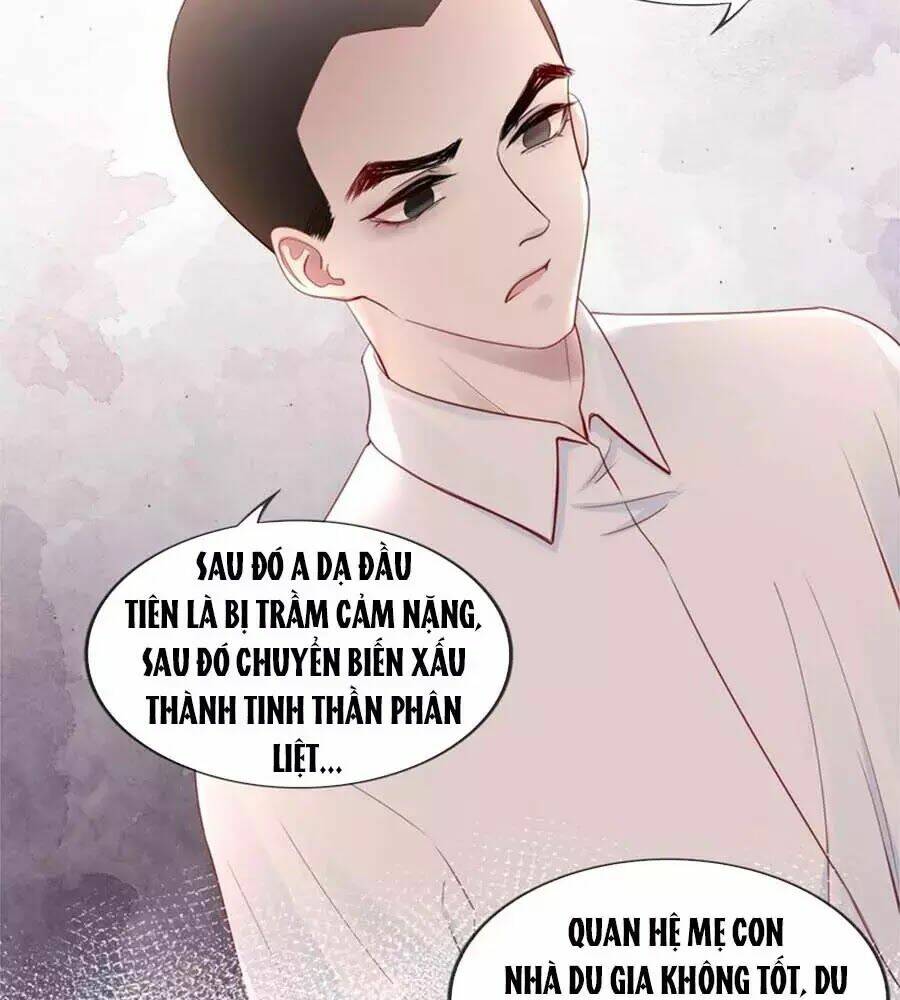 SAU ĐÓ A DẠ ĐẦU
TIÊN LÀ BỊ TRẦM CẢM NẶNG,
SAU ĐÓ CHUYỂN BIẾN XẤU
THÀNH TINH THẦN PHÂN
LIỆT...
QUAN HỆ MẸ CON
NHÀ DU GIA KHÔNG TỐT, DU